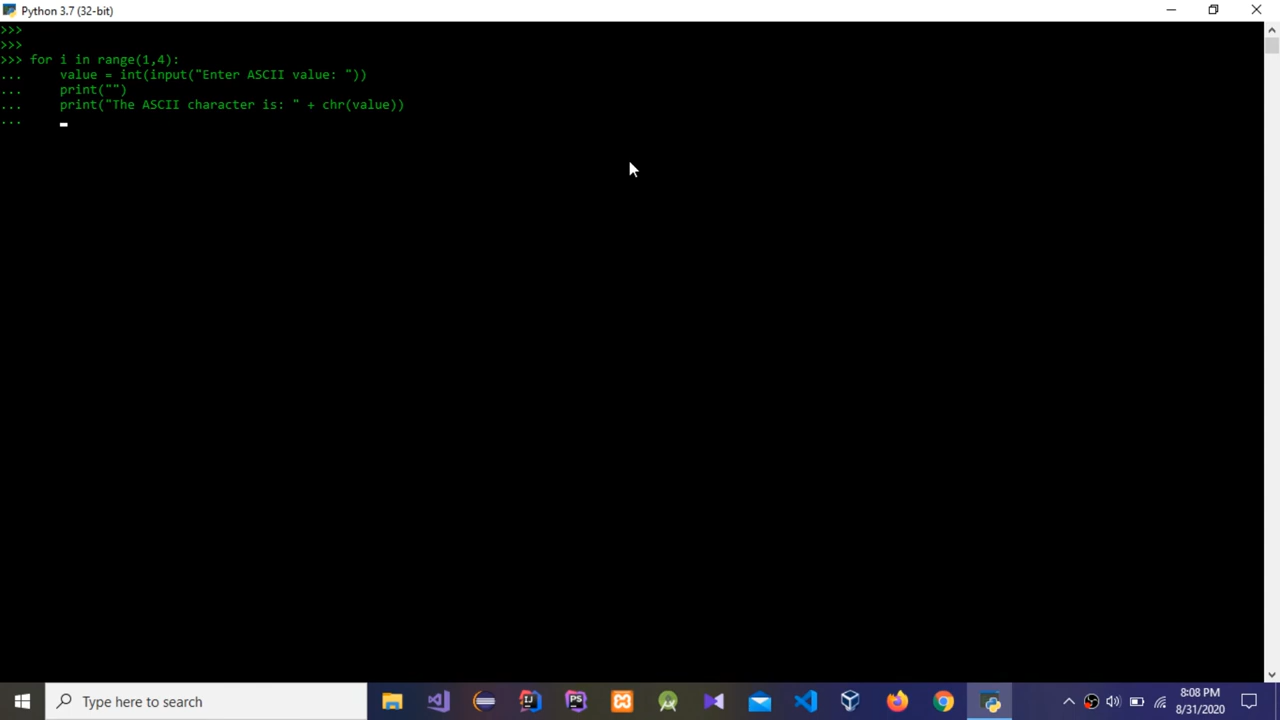 Python 3.7 (32-bit)
>>>
>>>
>>> for i in range(1,4):
...     value = int(input("Enter ASCII value: "))
...     print("")
...     print("The ASCII character is: " + chr(value))
...
Type here to search
8:08 PM
8/31/2020